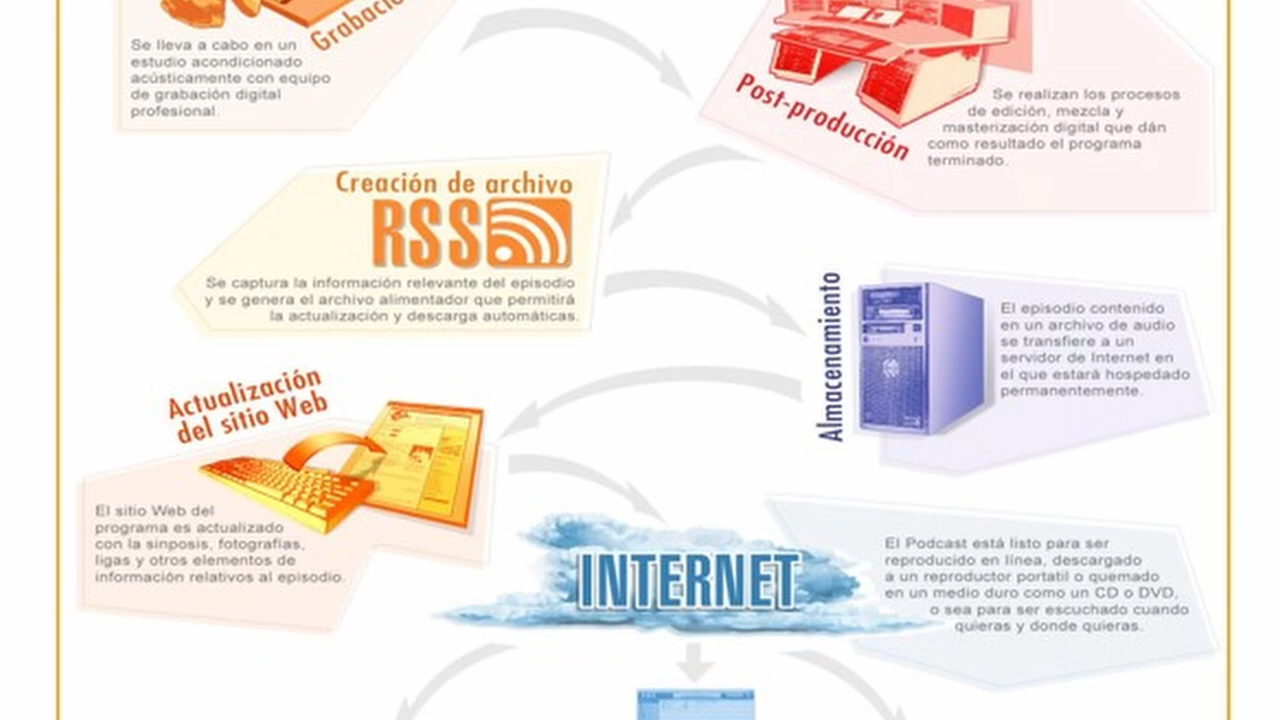 Grabación
Se lleva a cabo en un
estudio acondicionado
acústicamente con equipo
de grabación digital
profesional.
Post-producción
Se realizan los procesos
de edición, mezcla y
masterización digital que dán
como resultado el programa
terminado.
Creación de archivo
RSS
Se captura la información relevante del episodio
y se genera el archivo alimentador que permitirá
la actualización y descarga automáticas.
Almacenamiento
El episodio contenido
en un archivo de audio
se transfiere a un
servidor de Internet en
el que estará hospedado
permanentemente.
Actualización
del sitio Web
El sitio Web del
programa es actualizado
con la sinposis, fotografías,
ligas y otros elementos de
información relativos al episodio.
INTERNET
El Podcast está listo para ser
reproducido en línea, descargado
a un reproductor portatil o quemado
en un medio duro como un CD o DVD,
o sea para ser escuchado cuando
quieras y donde quieras.